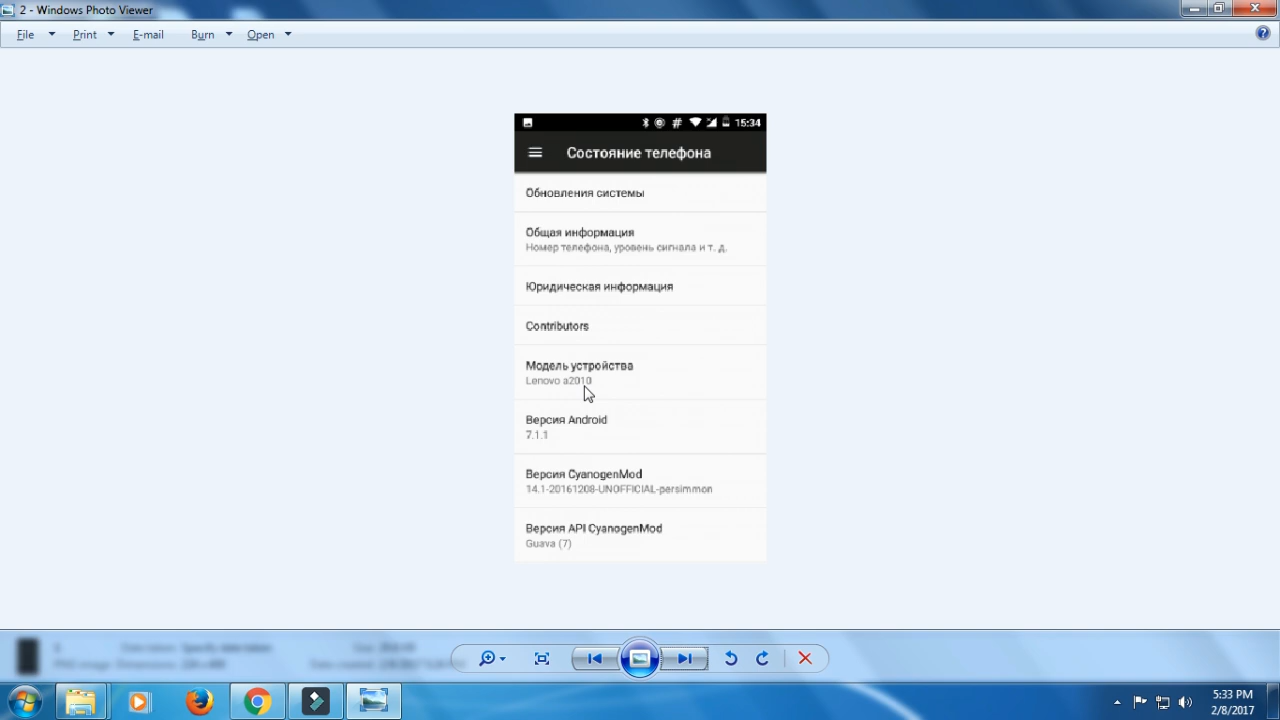 2 - Windows Photo Viewer
File Print E-mail Burn Open
15:34
Состояние телефона
Обновления системы
Общая информация
Номер телефона, уровень сигнала и т. д.
Юридическая информация
Contributors
Модель устройства
Lenovo a2010
Версия Android
7.1.1
Версия CyanogenMod
14.1-20161208-UNOFFICIAL-persimmon
Версия API CyanogenMod
Guava (7)
5:33 PM
2/8/2017